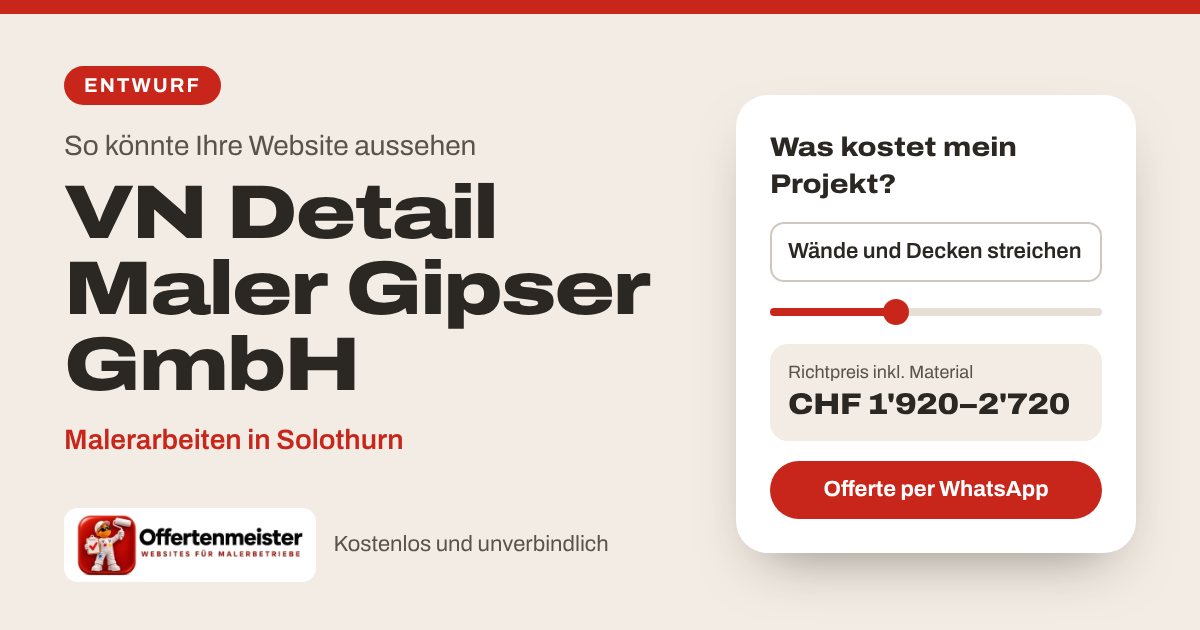 ENTWURF
So könnte Ihre Website aussehen
VN Detail
Maler Gipser
GmbH
Malerarbeiten in Solothurn
Offertenmeister
WEBSITES FÜR MALERBETRIEBE
Kostenlos und unverbindlich
Was kostet mein
Projekt?
Wände und Decken streichen
Richtpreis inkl. Material
CHF 1'920–2'720
Offerte per WhatsApp